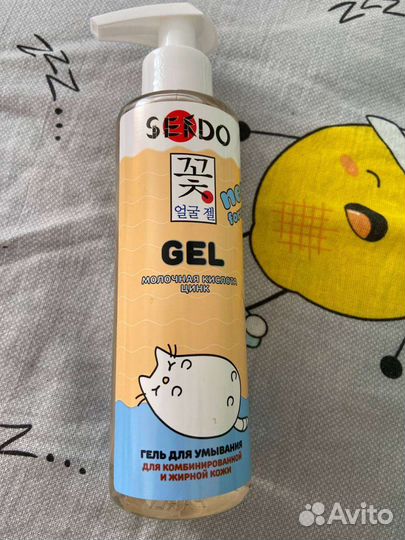 SENDO
꽃
얼굴 젤
GEL
МОЛОЧНАЯ КИСЛОТА
ЦИНК
ГЕЛЬ ДЛЯ УМЫВАНИЯ
ДЛЯ КОМБИНИРОВАННОЙ
И ЖИРНОЙ КОЖИ
Avito